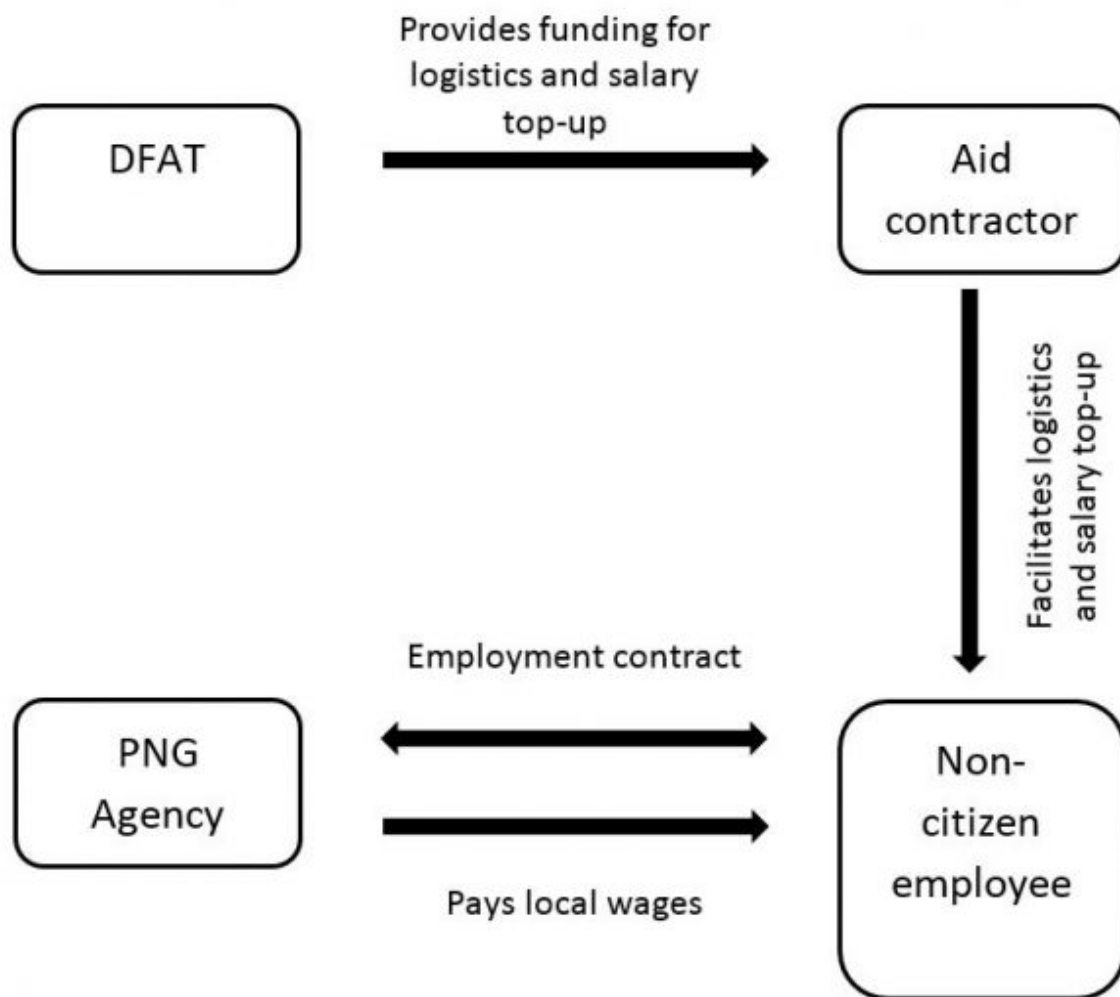 Provides funding for
logistics and salary
top-up
DFAT
Aid
contractor
Facilitates logistics
and salary top-up
Employment contract
PNG
Agency
Non-
citizen
employee
Pays local wages